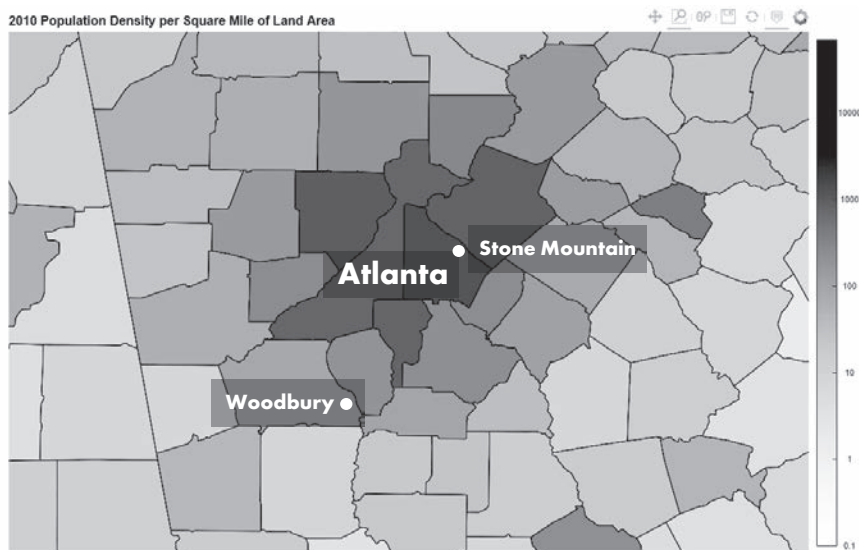 2010 Population Density per Square Mile of Land Area
Stone Mountain
Atlanta
Woodbury
10000
1000
100
10
1
0.1